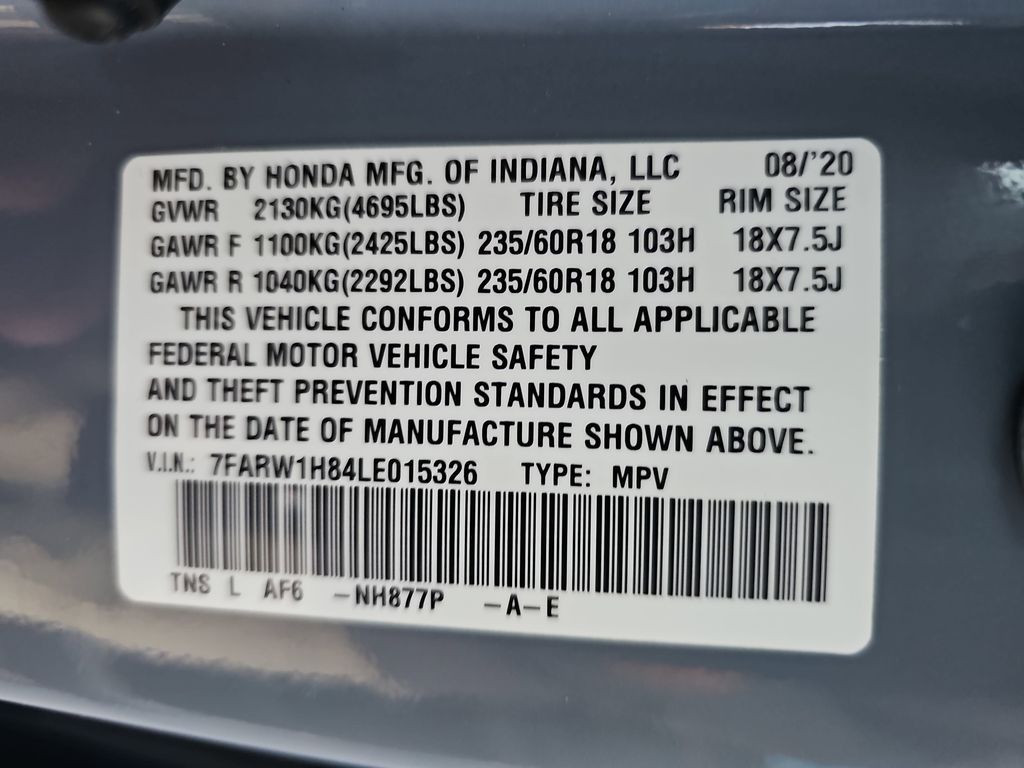 MFD. BY HONDA MFG. OF INDIANA, LLC 08/'20
GVWR 2130KG(4695LBS) TIRE SIZE RIM SIZE
GAWR F 1100KG(2425LBS) 235/60R18 103H 18X7.5J
GAWR R 1040KG(2292LBS) 235/60R18 103H 18X7.5J
THIS VEHICLE CONFORMS TO ALL APPLICABLE
FEDERAL MOTOR VEHICLE SAFETY
AND THEFT PREVENTION STANDARDS IN EFFECT
ON THE DATE OF MANUFACTURE SHOWN ABOVE.
V.I.N.: 7FARW1H84LE015326 TYPE: MPV
TNS L AF6 -NH877P -A-E